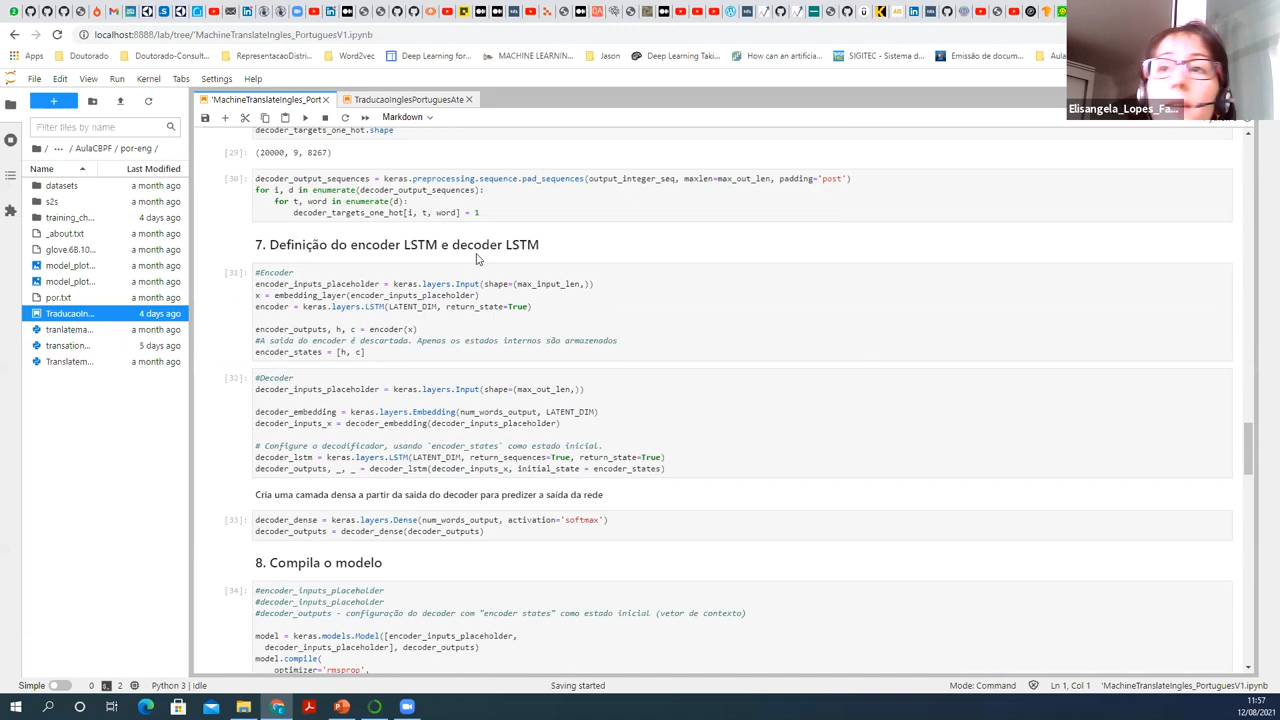 localhost:8888/lab/tree/'MachineTranslateIngles_PortuguesV1.ipynb
Apps Doutorado Doutorado-Consult... RepresentacaoDistri... Word2vec Deep Learning for... MACHINE LEARNING... Jason Deep Learning Taki... How can an artificia... SIGITEC - Sistema d... Emissão de docum...
File Edit View Run Kernel Tabs Settings Help
Elisangela_Lopes_Fa...
'MachineTranslateIngles_Port
TraducaoInglesPortuguesAte
Markdown
Filter files by name
/ ... / AulaCBPF / por-eng /
Name Last Modified
datasets a month ago
s2s a month ago
training_ch... 4 days ago
_about.txt a month ago
glove.6B.10... a month ago
model_plot... a month ago
model_plot... a month ago
por.txt a month ago
TraducaoIn... 4 days ago
tranlatema... a month ago
transation... 5 days ago
Translatem... a month ago
decoder_targets_one_hot.shape
[29]: (20000, 9, 8267)
[30]: decoder_output_sequences = keras.preprocessing.sequence.pad_sequences(output_integer_seq, maxlen=max_out_len, padding='post')
for i, d in enumerate(decoder_output_sequences):
for t, word in enumerate(d):
decoder_targets_one_hot[i, t, word] = 1
7. Definição do encoder LSTM e decoder LSTM
[31]: #Encoder
encoder_inputs_placeholder = keras.layers.Input(shape=(max_input_len,))
x = embedding_layer(encoder_inputs_placeholder)
encoder = keras.layers.LSTM(LATENT_DIM, return_state=True)
encoder_outputs, h, c = encoder(x)
#A saída do encoder é descartada. Apenas os estados internos são armazenados
encoder_states = [h, c]
[32]: #Decoder
decoder_inputs_placeholder = keras.layers.Input(shape=(max_out_len,))
decoder_embedding = keras.layers.Embedding(num_words_output, LATENT_DIM)
decoder_inputs_x = decoder_embedding(decoder_inputs_placeholder)
# Configure o decodificador, usando `encoder_states` como estado inicial.
decoder_lstm = keras.layers.LSTM(LATENT_DIM, return_sequences=True, return_state=True)
decoder_outputs, _, _ = decoder_lstm(decoder_inputs_x, initial_state = encoder_states)
Cria uma camada densa a partir da saida do decoder para predizer a saída da rede
[33]: decoder_dense = keras.layers.Dense(num_words_output, activation='softmax')
decoder_outputs = decoder_dense(decoder_outputs)
8. Compila o modelo
[34]: #encoder_inputs_placeholder
#decoder_inputs_placeholder
#decoder_outputs - configuração do decoder com "encoder states" como estado inicial (vetor de contexto)
model = keras.models.Model([encoder_inputs_placeholder,
decoder_inputs_placeholder], decoder_outputs)
model.compile(
optimizer='rmsprop',
Simple 0 2 Python 3 | Idle Saving started Mode: Command Ln 1, Col 1 'MachineTranslateIngles_PortuguesV1.ipynb
11:57
12/08/2021